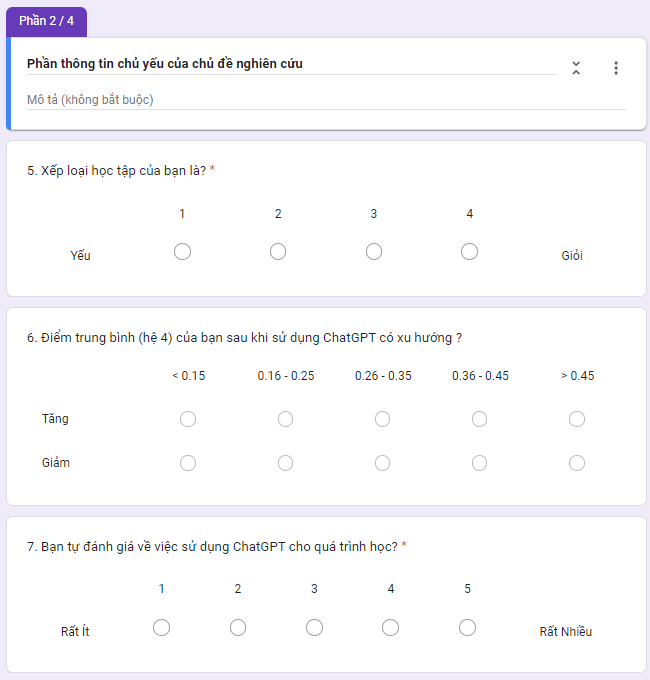 Phần 2 / 4
Phần thông tin chủ yếu của chủ đề nghiên cứu
Mô tả (không bắt buộc)
5. Xếp loại học tập của bạn là? *
1 2 3 4
Yếu Giỏi
6. Điểm trung bình (hệ 4) của bạn sau khi sử dụng ChatGPT có xu hướng ?
< 0.15 0.16 - 0.25 0.26 - 0.35 0.36 - 0.45 > 0.45
Tăng
Giảm
7. Bạn tự đánh giá về việc sử dụng ChatGPT cho quá trình học? *
1 2 3 4 5
Rất Ít Rất Nhiều